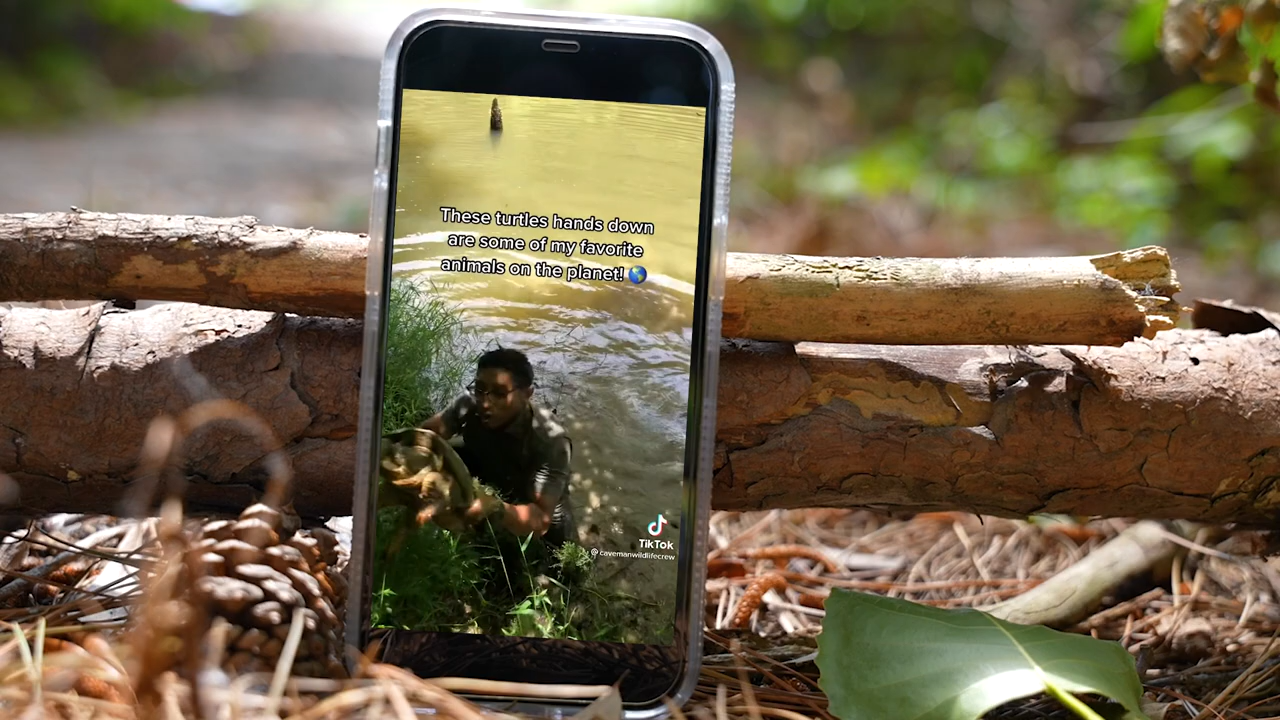 These turtles hands down
are some of my favorite
animals on the planet! 🌎
TikTok
@cavemanwildlifecrew